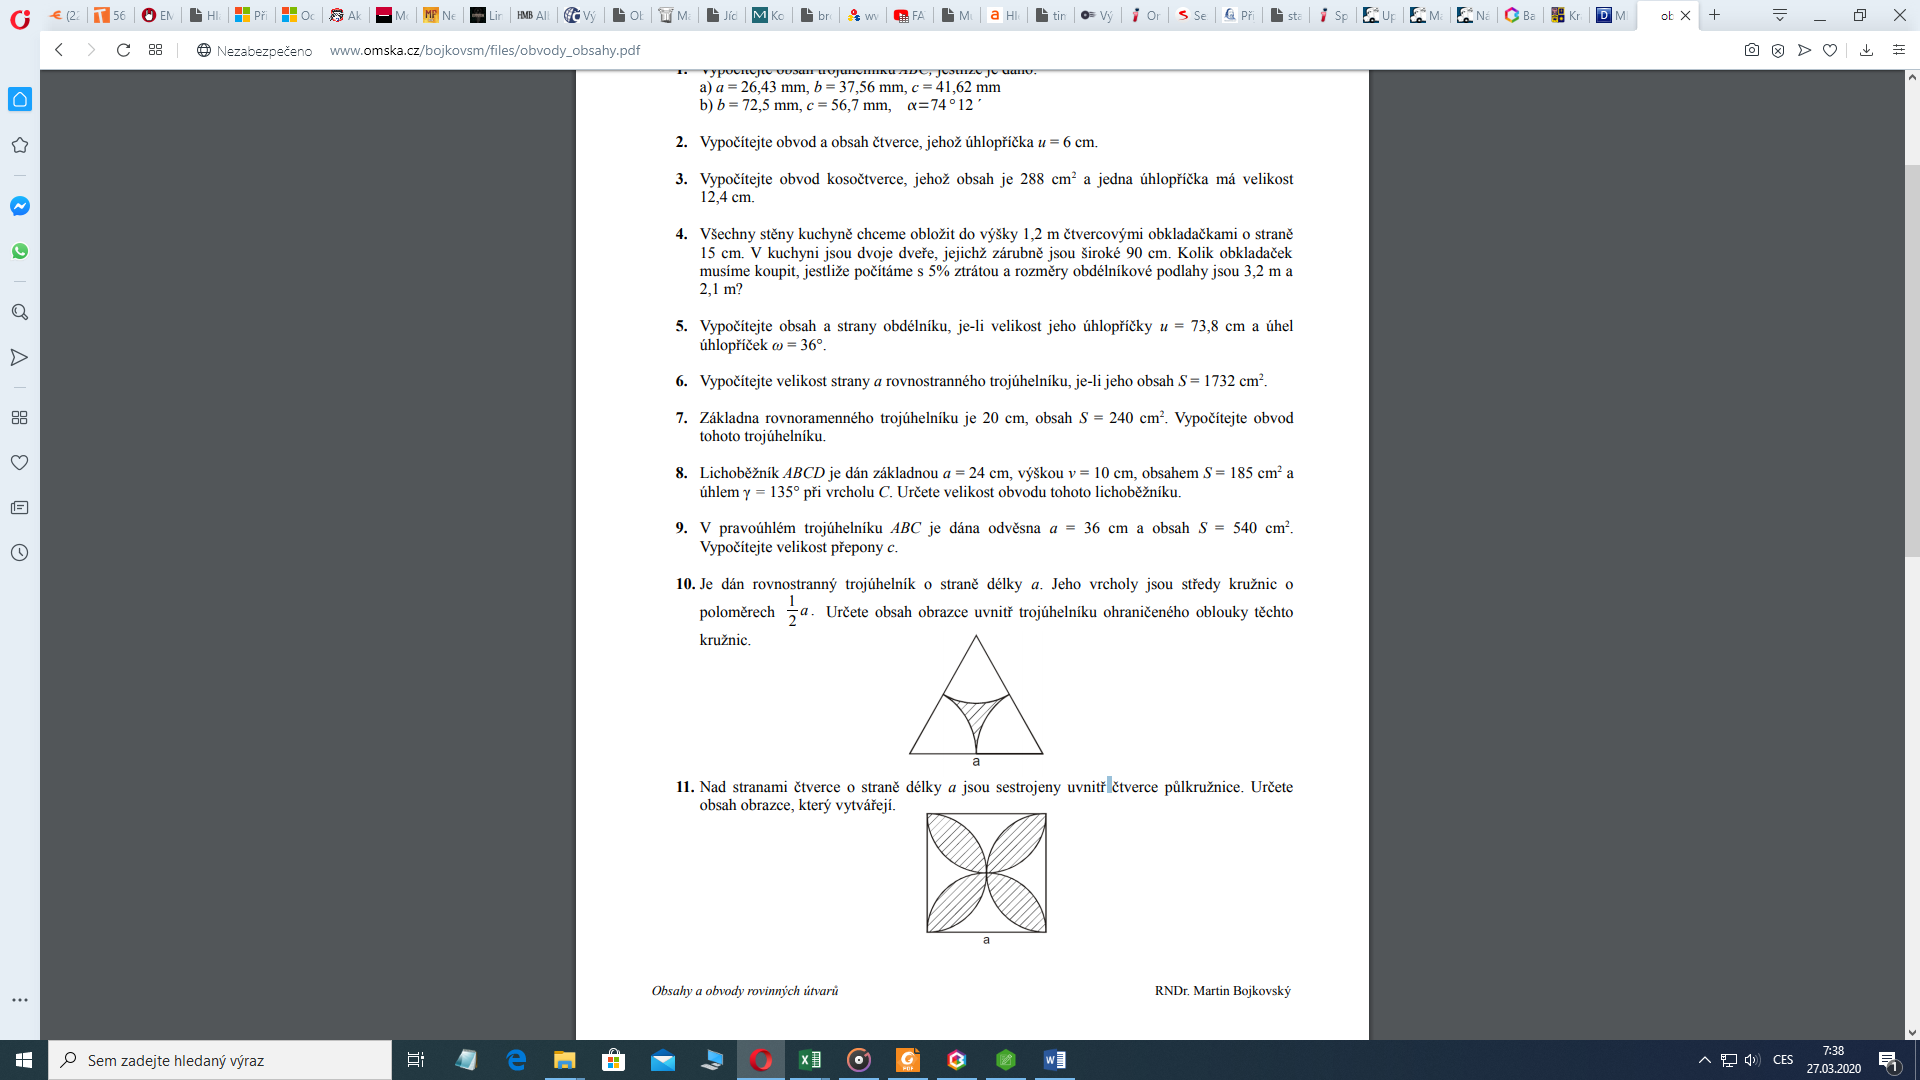 Nezabezpečeno www.omska.cz/bojkovsm/files/obvody_obsahy.pdf
1. Vypočítejte obsah trojúhelníku ABC, jestliže je dáno:
a) a = 26,43 mm, b = 37,56 mm, c = 41,62 mm
b) b = 72,5 mm, c = 56,7 mm, α=74°12´
2. Vypočítejte obvod a obsah čtverce, jehož úhlopříčka u = 6 cm.
3. Vypočítejte obvod kosočtverce, jehož obsah je 288 cm² a jedna úhlopříčka má velikost
12,4 cm.
4. Všechny stěny kuchyně chceme obložit do výšky 1,2 m čtvercovými obkladačkami o straně
15 cm. V kuchyni jsou dvoje dveře, jejichž zárubně jsou široké 90 cm. Kolik obkladaček
musíme koupit, jestliže počítáme s 5% ztrátou a rozměry obdélníkové podlahy jsou 3,2 m a
2,1 m?
5. Vypočítejte obsah a strany obdélníku, je-li velikost jeho úhlopříčky u = 73,8 cm a úhel
úhlopříček ω = 36°.
6. Vypočítejte velikost strany a rovnostranného trojúhelníku, je-li jeho obsah S = 1732 cm².
7. Základna rovnoramenného trojúhelníku je 20 cm, obsah S = 240 cm². Vypočítejte obvod
tohoto trojúhelníku.
8. Lichoběžník ABCD je dán základnou a = 24 cm, výškou v = 10 cm, obsahem S = 185 cm² a
úhlem γ = 135° při vrcholu C. Určete velikost obvodu tohoto lichoběžníku.
9. V pravoúhlém trojúhelníku ABC je dána odvěsna a = 36 cm a obsah S = 540 cm².
Vypočítejte velikost přepony c.
10. Je dán rovnostranný trojúhelník o straně délky a. Jeho vrcholy jsou středy kružnic o
poloměrech 1/2 a. Určete obsah obrazce uvnitř trojúhelníku ohraničeného oblouky těchto
kružnic.
a
11. Nad stranami čtverce o straně délky a jsou sestrojeny uvnitř čtverce půlkružnice. Určete
obsah obrazce, který vytvářejí.
a
Obsahy a obvody rovinných útvarů RNDr. Martin Bojkovský
Sem zadejte hledaný výraz
CES
7:38
27.03.2020
1